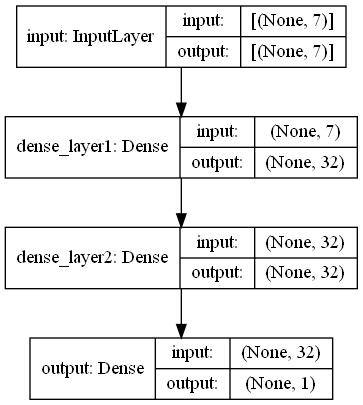 input: InputLayer
input:
[(None, 7)]
output:
[(None, 7)]
dense_layer1: Dense
input:
(None, 7)
output:
(None, 32)
dense_layer2: Dense
input:
(None, 32)
output:
(None, 32)
output: Dense
input:
(None, 32)
output:
(None, 1)